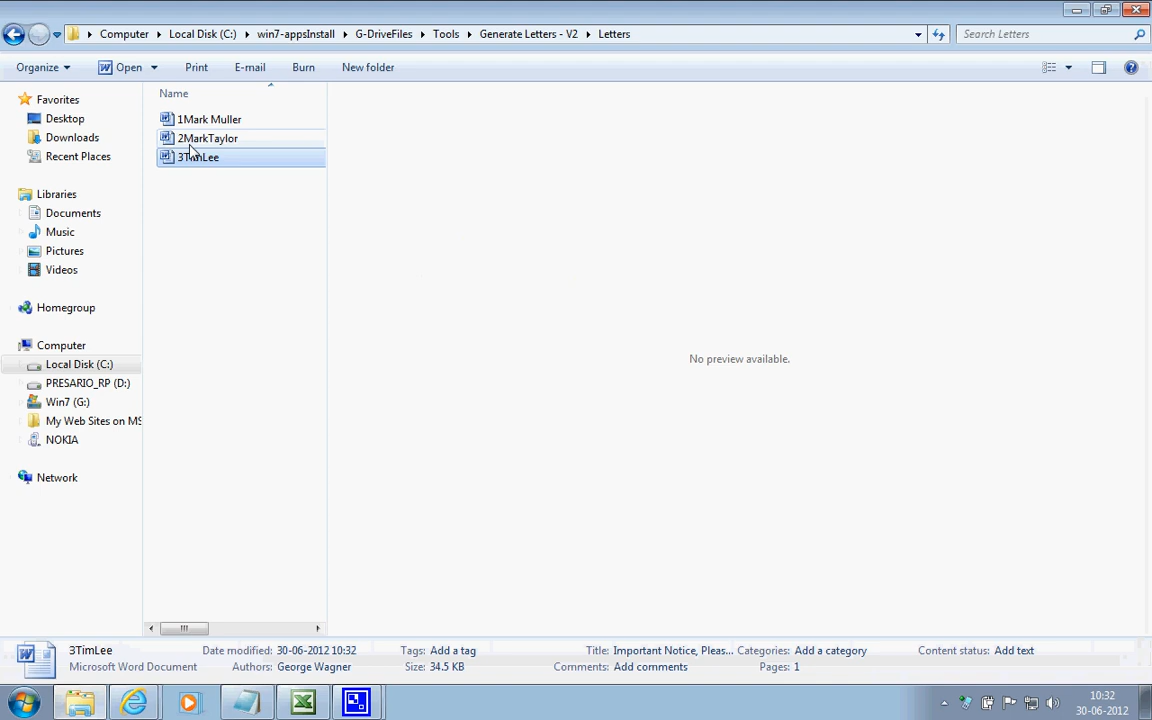 Computer Local Disk (C:) win7-appsInstall G-DriveFiles Tools Generate Letters - V2 Letters
Search Letters
Organize Open Print E-mail Burn New folder
Favorites
Desktop
Downloads
Recent Places
Libraries
Documents
Music
Pictures
Videos
Homegroup
Computer
Local Disk (C:)
PRESARIO_RP (D:)
Win7 (G:)
My Web Sites on MS
NOKIA
Network
Name
1Mark Muller
2MarkTaylor
3TimLee
No preview available.
3TimLee Date modified: 30-06-2012 10:32 Tags: Add a tag Title: Important Notice, Pleas... Categories: Add a category Content status: Add text
Microsoft Word Document Authors: George Wagner Size: 34.5 KB Comments: Add comments Pages: 1
10:32
30-06-2012